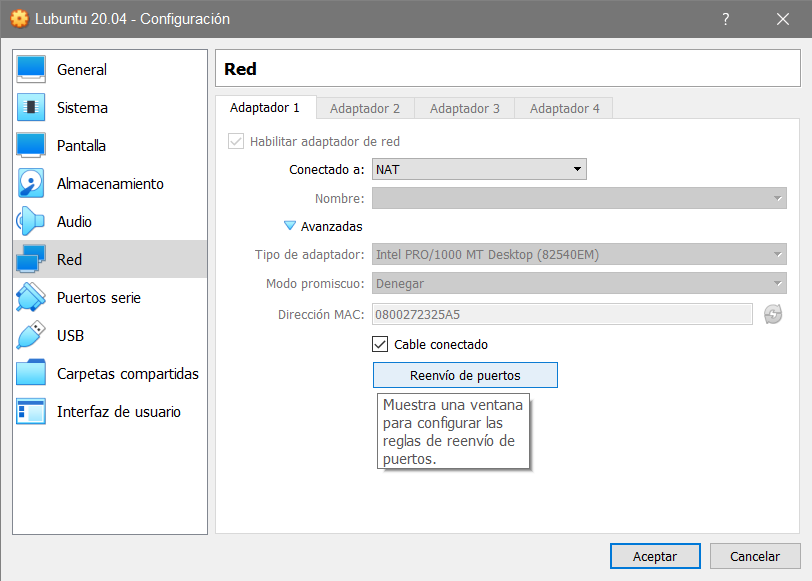 Lubuntu 20.04 - Configuración
?
General
Sistema
Pantalla
Almacenamiento
Audio
Red
Puertos serie
USB
Carpetas compartidas
Interfaz de usuario
Red
Adaptador 1
Adaptador 2
Adaptador 3
Adaptador 4
Habilitar adaptador de red
Conectado a:
NAT
Nombre:
Avanzadas
Tipo de adaptador:
Intel PRO/1000 MT Desktop (82540EM)
Modo promiscuo:
Denegar
Dirección MAC:
0800272325A5
Cable conectado
Reenvío de puertos
Muestra una ventana
para configurar las
reglas de reenvío de
puertos.
Aceptar
Cancelar